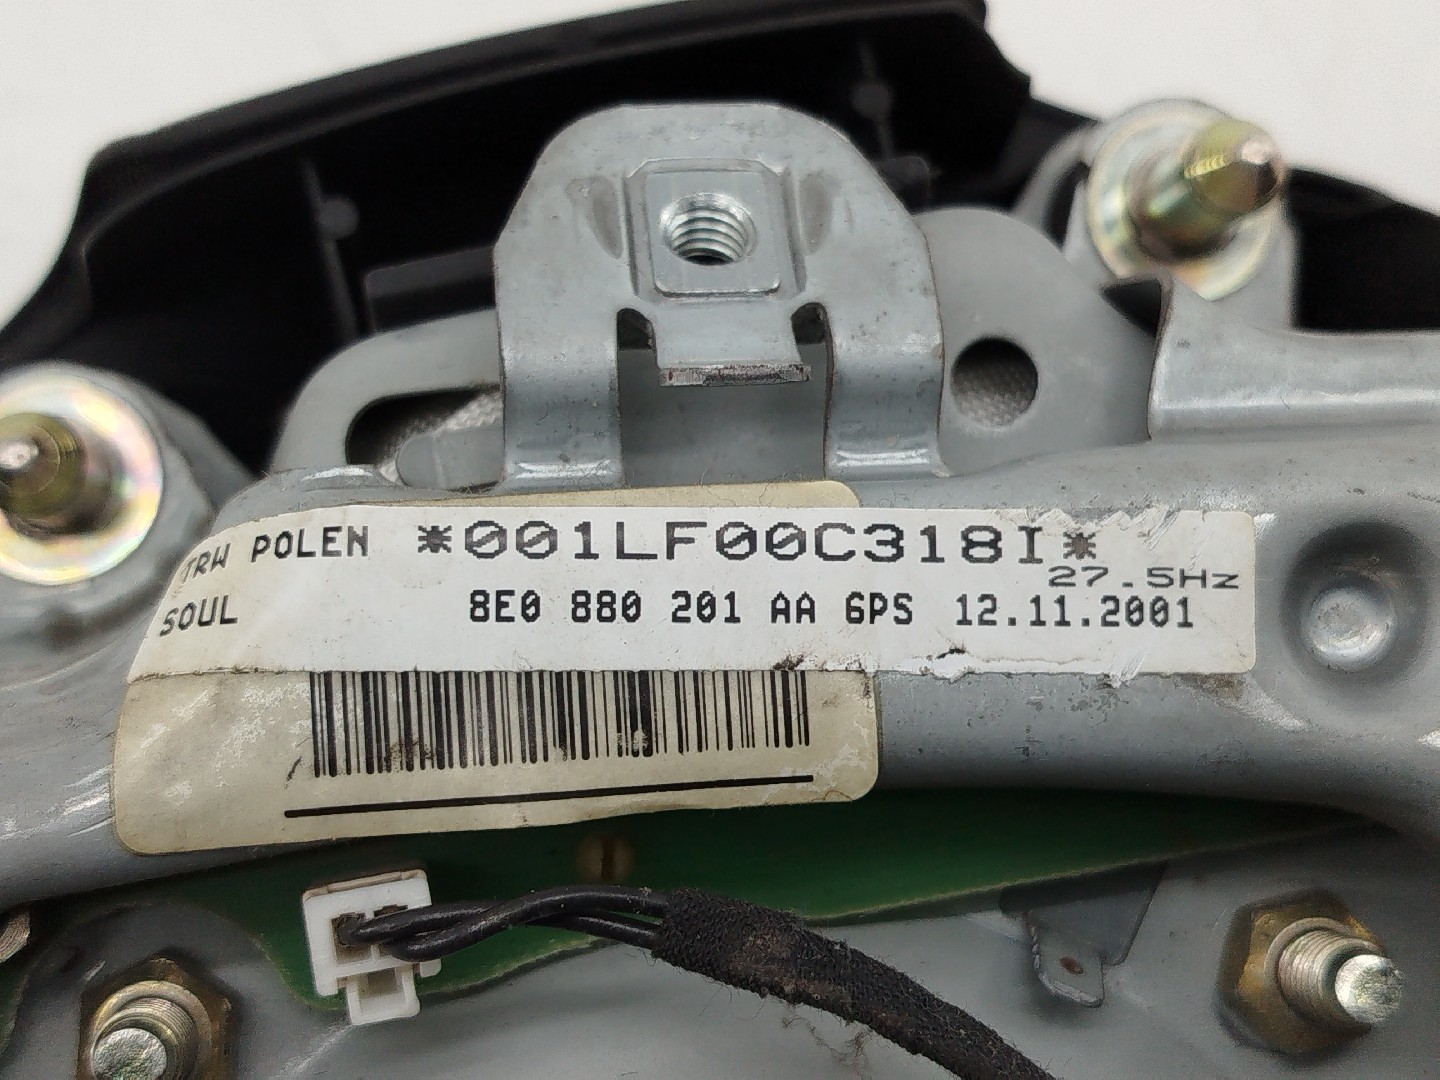 TRW POLEN *001LF00C318I*
27.5Hz
SOUL 8E0 880 201 AA 6PS 12.11.2001